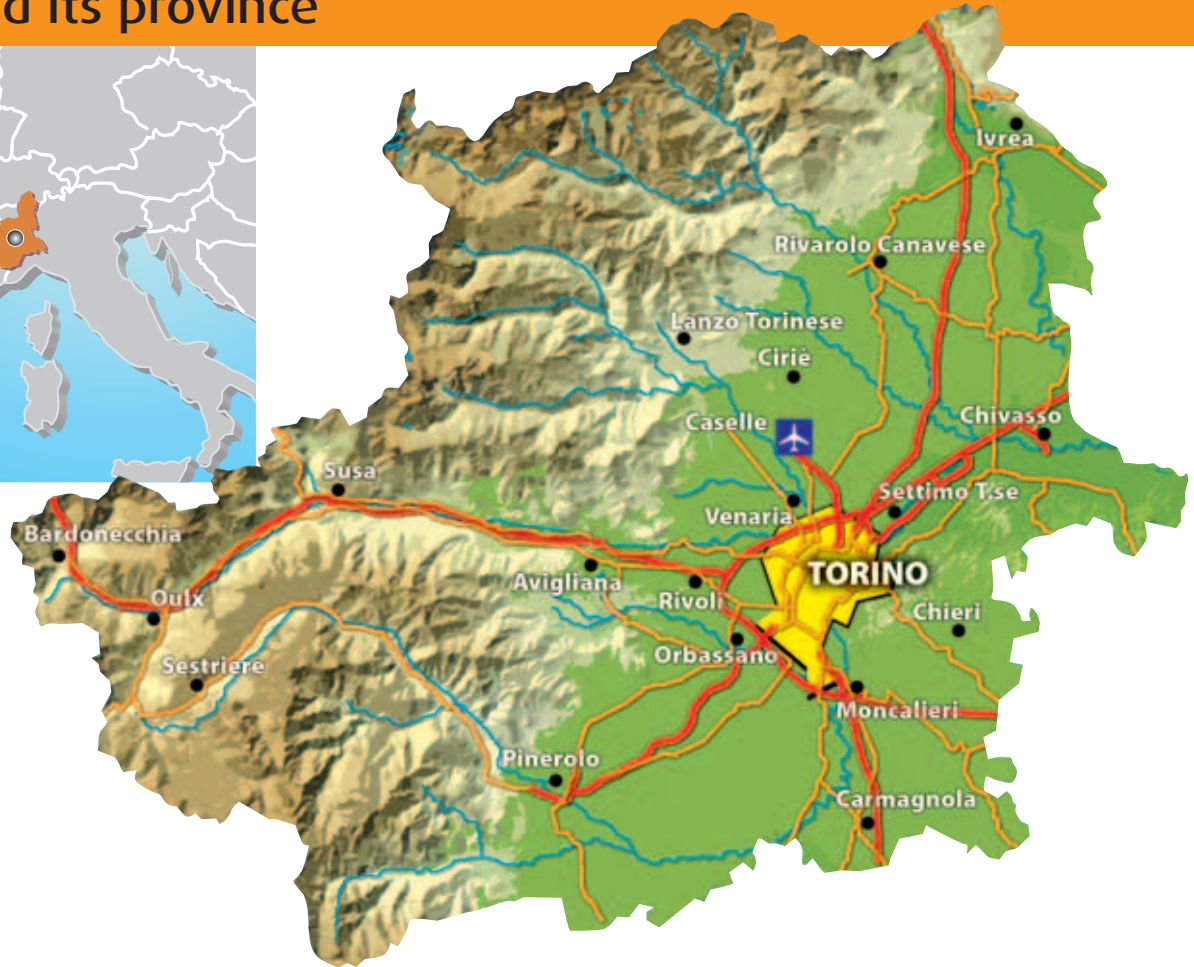 d its province
Ivrea
Rivarolo Canavese
Lanzo Torinese
Ciriè
Caselle
Chivasso
Susa
Settimo T.se
Venaria
Bardonecchia
TORINO
Avigliana
Rivoli
Oulx
Chieri
Orbassano
Sestriere
Moncalieri
Pinerolo
Carmagnola